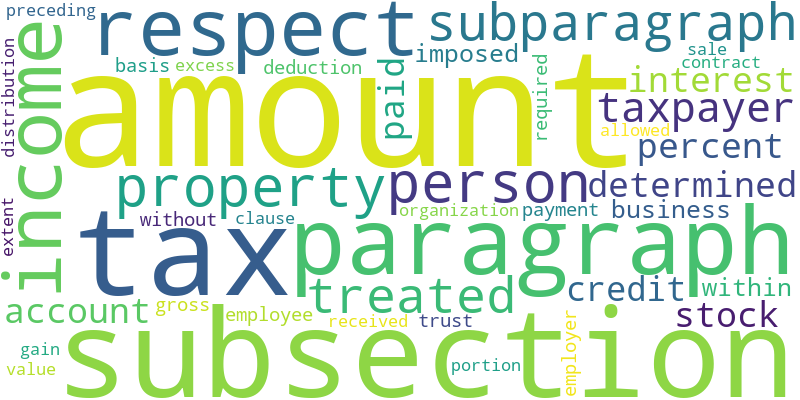 preceding
respect
subparagraph
distribution
income
basis
excess
deduction
imposed
sale
contract
amount
paid
required
interest
taxpayer
allowed
percent
property
person
determined
extent
without
clause
organization
payment
business
tax
paragraph
treated
credit
within
account
gross
employee
received
trust
stock
subsection
employer
gain
value
portion